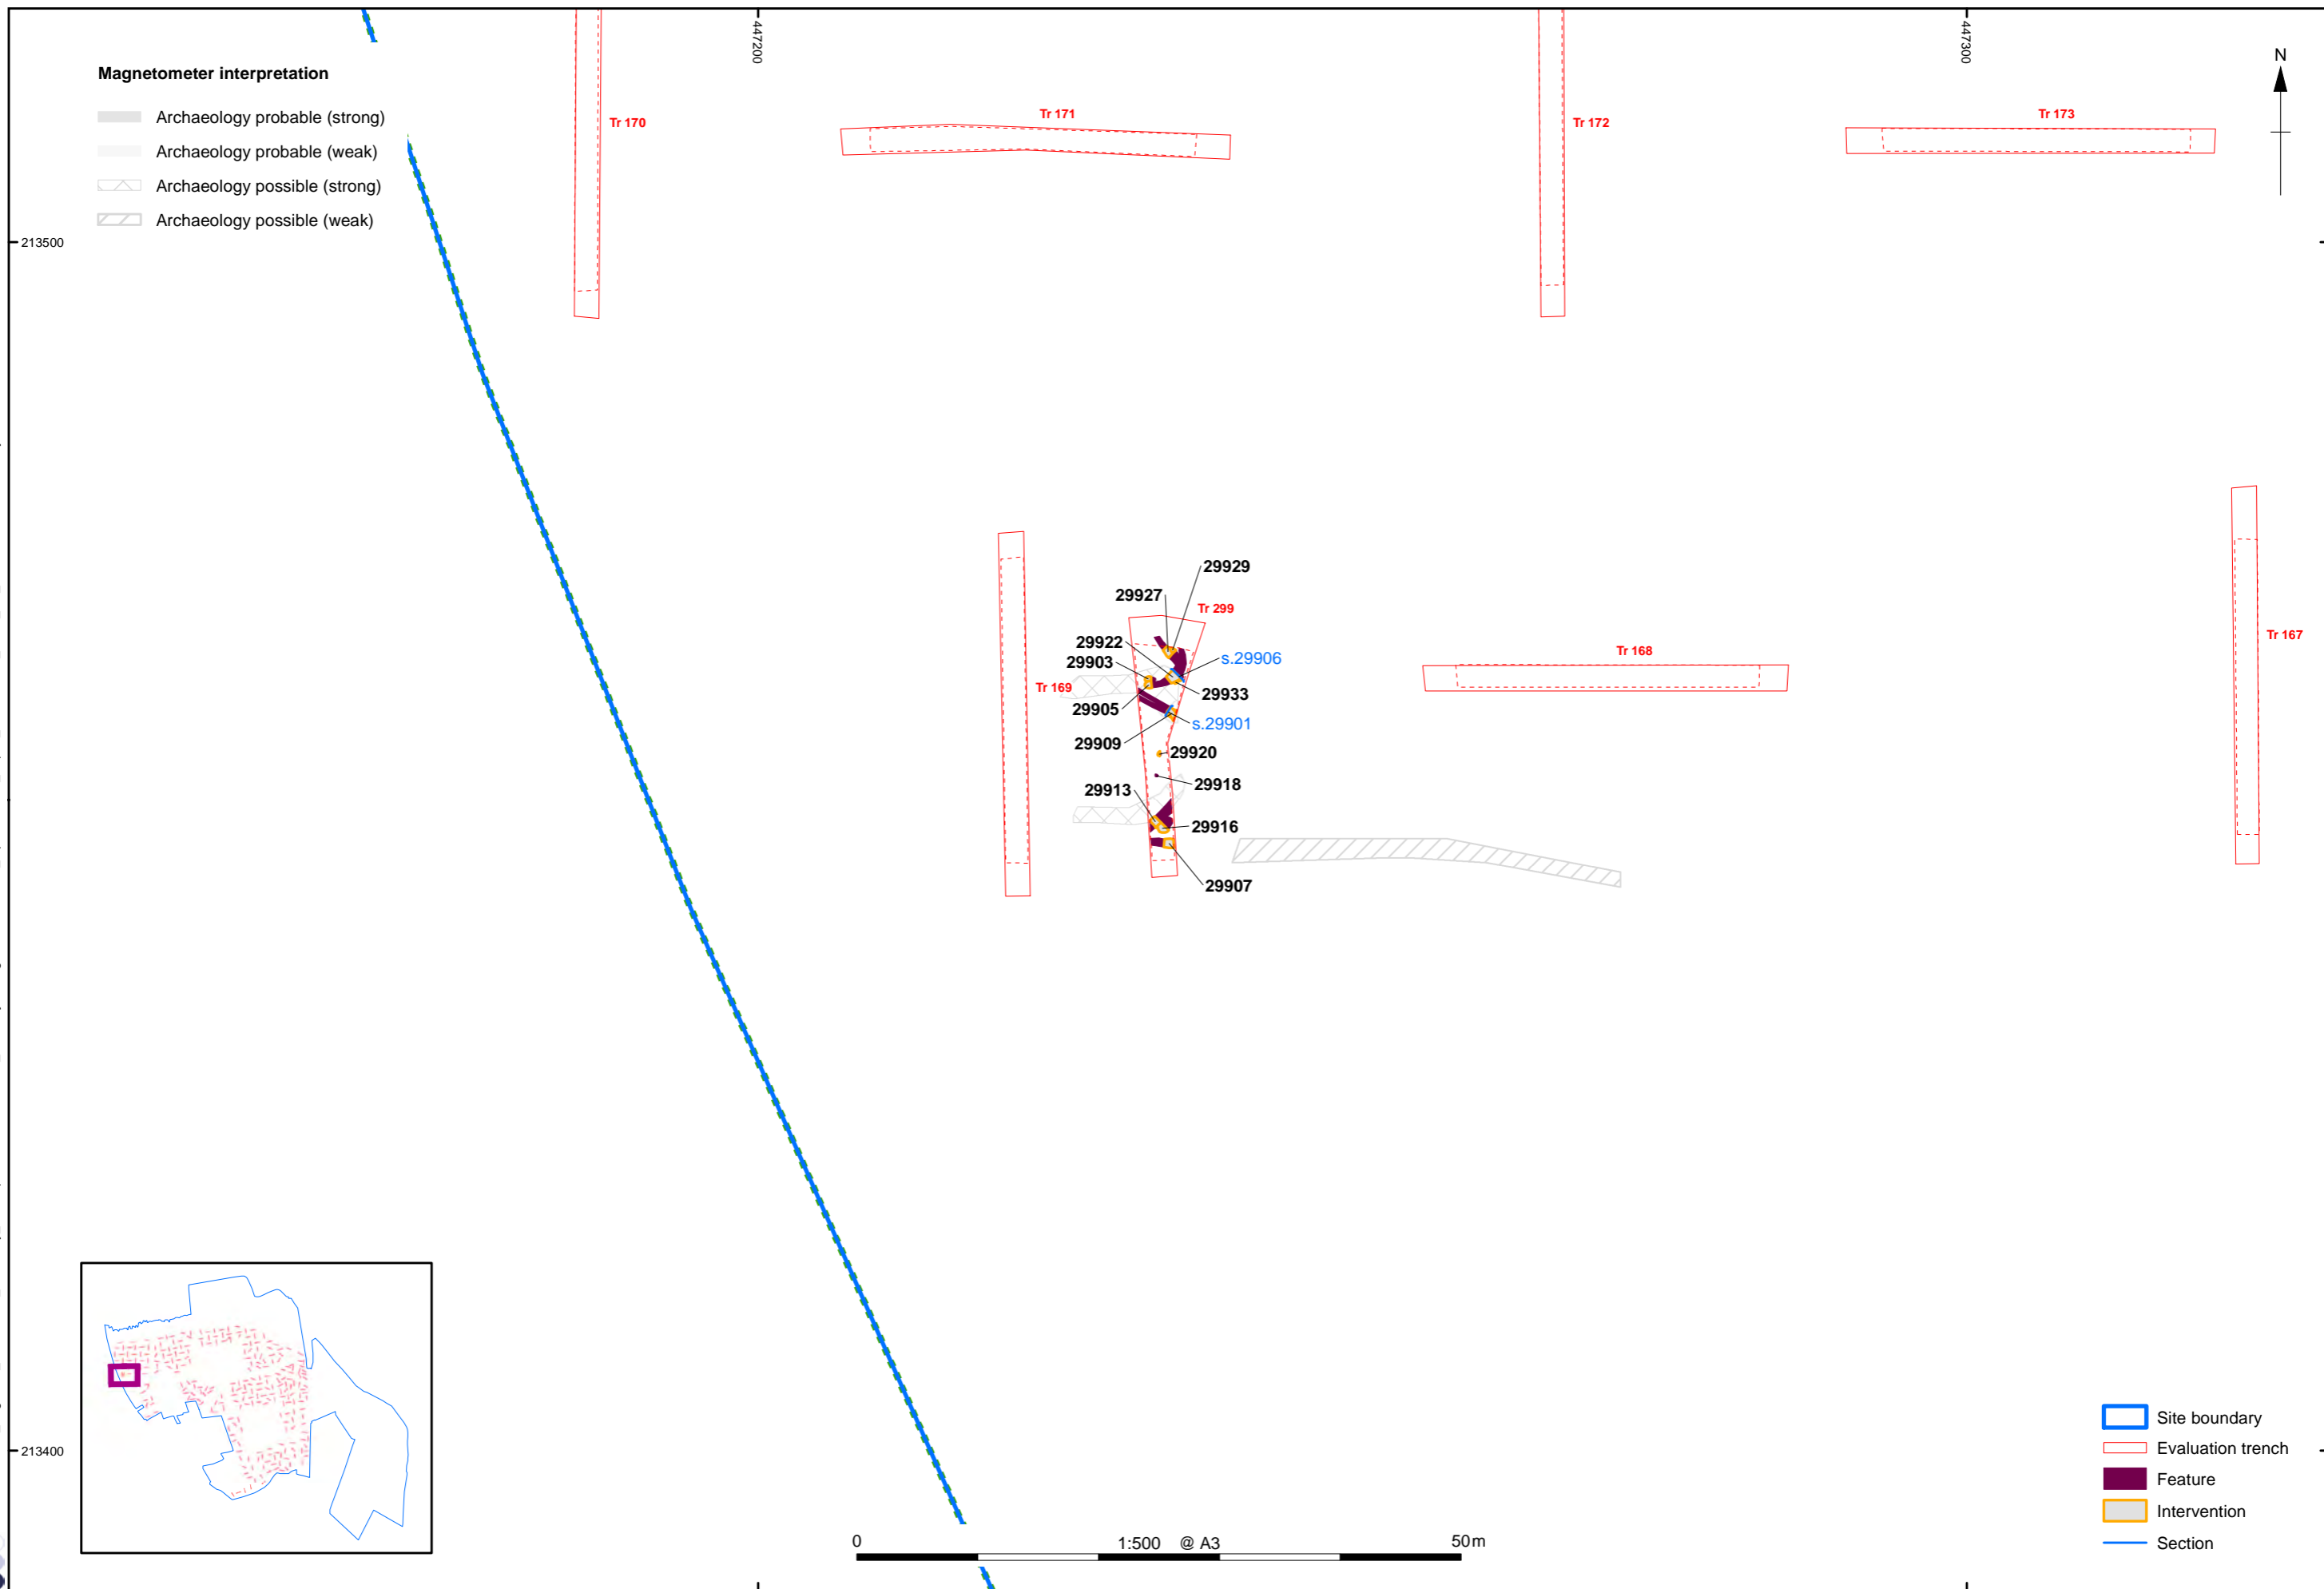 447200
447300
N
Magnetometer interpretation
Archaeology probable (strong)
Archaeology probable (weak)
Archaeology possible (strong)
Archaeology possible (weak)
Tr 170
Tr 171
Tr 172
Tr 173
213500
29929
29927
Tr 299
29922
29903
s.29906
Tr 168
Tr 167
Tr 169
29933
29905
s.29901
29909
29920
29918
29913
29916
29907
213400
0
1:500 @ A3
50m
Site boundary
Evaluation trench
Feature
Intervention
Section